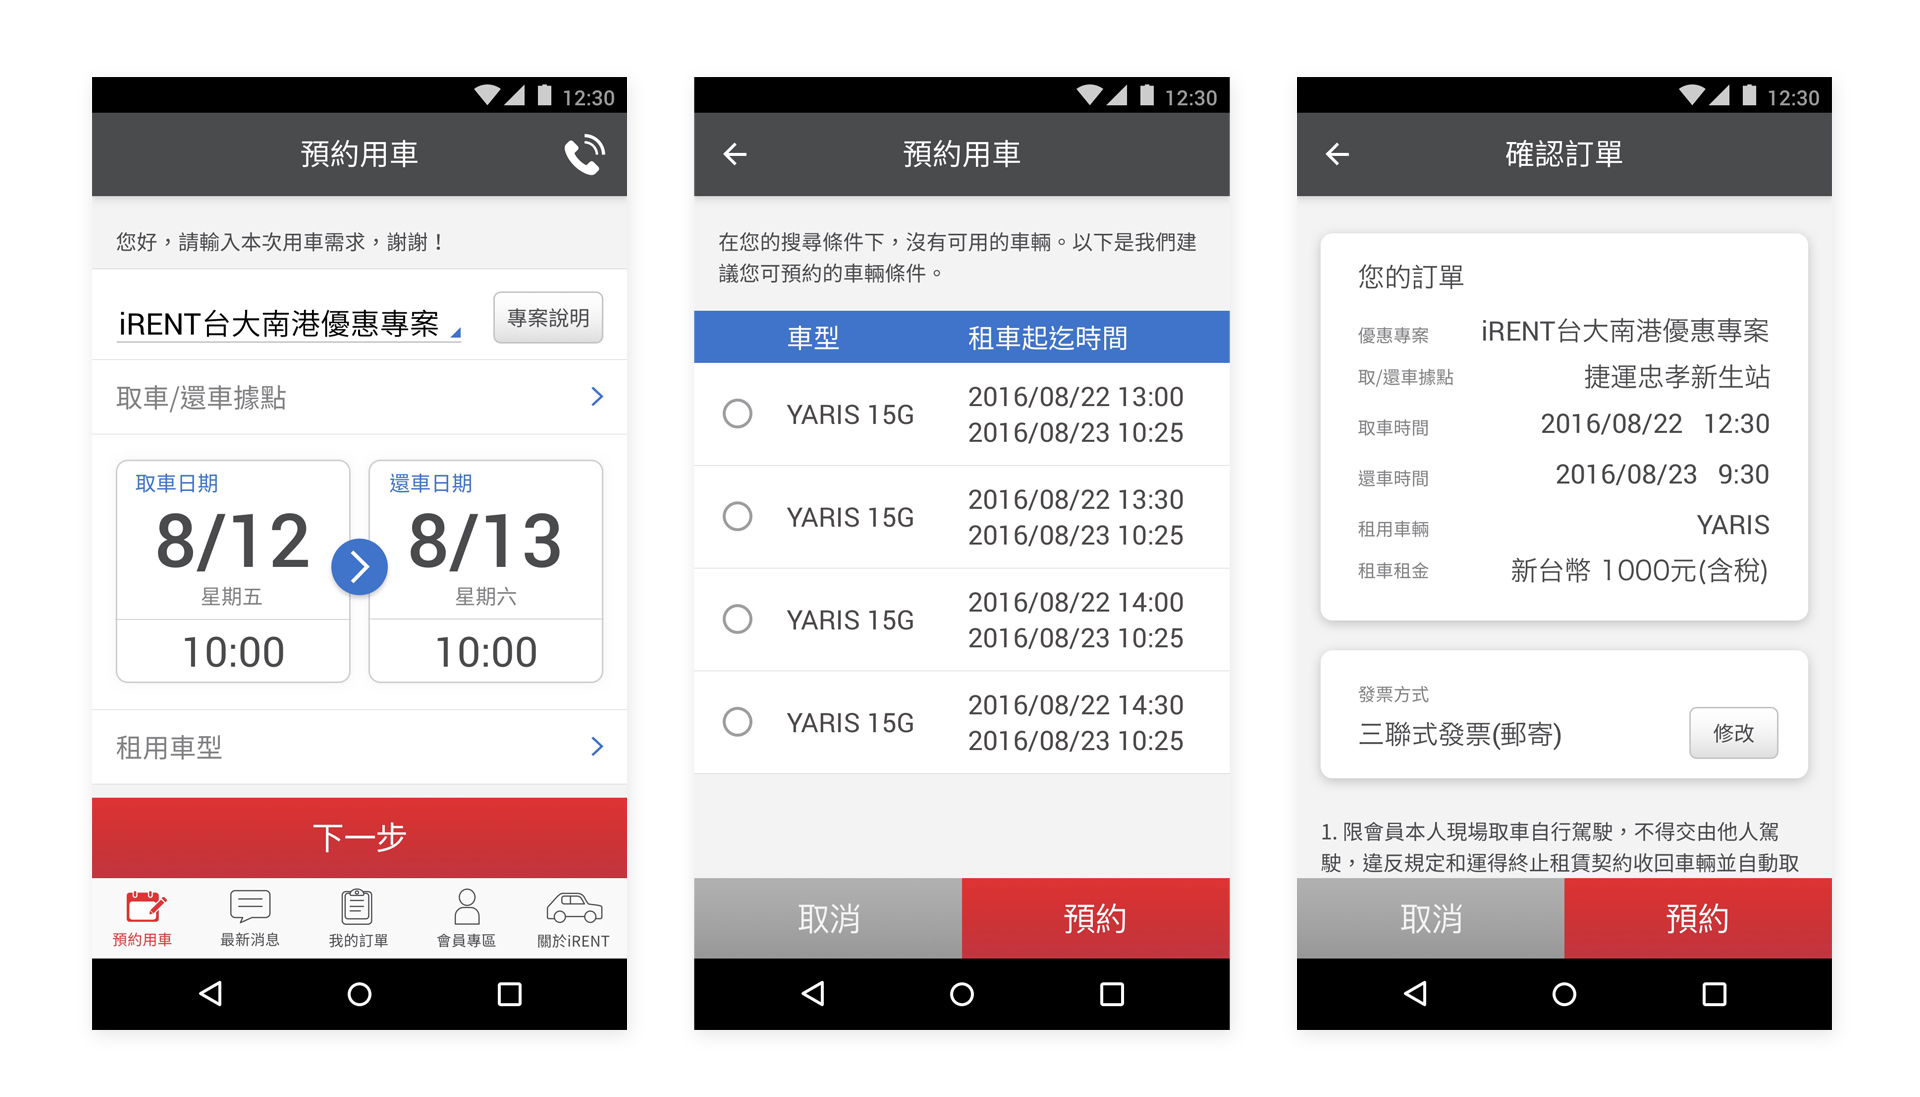 12:30
預約用車
您好，請輸入本次用車需求，謝謝！
iRENT台大南港優惠專案
專案說明
取車/還車據點
取車日期
8/12
星期五
10:00
還車日期
8/13
星期六
10:00
租用車型
下一步
預約用車
最新消息
我的訂單
會員專區
關於iRENT
12:30
預約用車
在您的搜尋條件下，沒有可用的車輛。以下是我們建
議您可預約的車輛條件。
車型 租車起迄時間
YARIS 15G
2016/08/22 13:00
2016/08/23 10:25
YARIS 15G
2016/08/22 13:30
2016/08/23 10:25
YARIS 15G
2016/08/22 14:00
2016/08/23 10:25
YARIS 15G
2016/08/22 14:30
2016/08/23 10:25
取消
預約
12:30
確認訂單
您的訂單
優惠專案 iRENT台大南港優惠專案
取/還車據點 捷運忠孝新生站
取車時間 2016/08/22 12:30
還車時間 2016/08/23 9:30
租用車輛 YARIS
租車租金 新台幣 1000元(含稅)
發票方式
三聯式發票(郵寄)
修改
1. 限會員本人現場取車自行駕駛，不得交由他人駕
駛，違反規定和運得終止租賃契約收回車輛並自動取
取消
預約